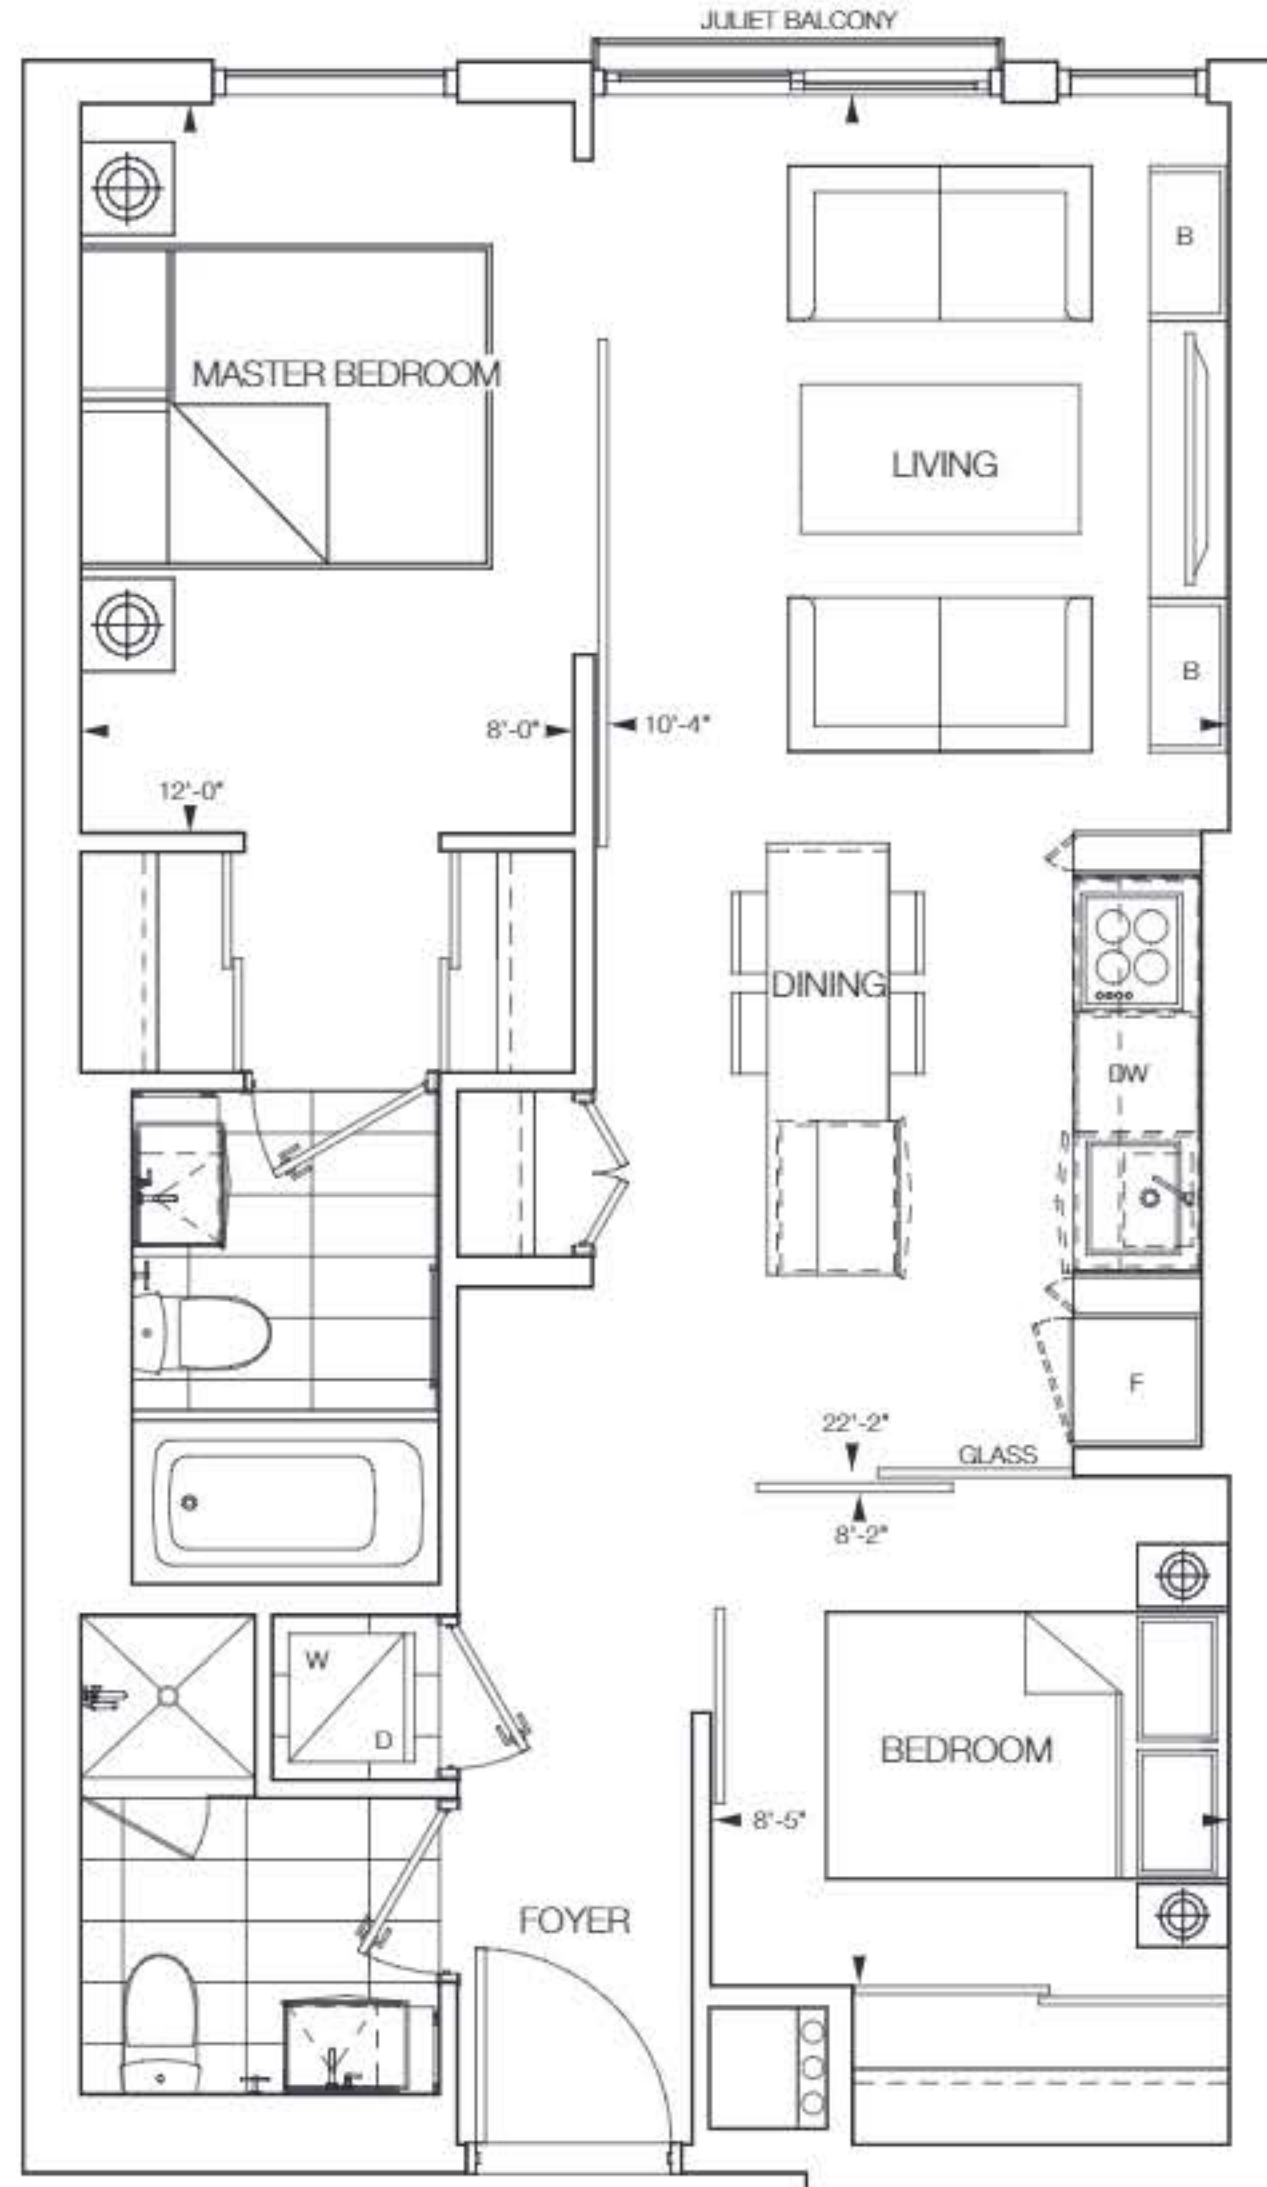 JULIET BALCONY
B
MASTER BEDROOM
LIVING
B
8'-0"
10'-4"
12'-0"
DINING
DW
F
22'-2"
GLASS
8'-2"
W
D
BEDROOM
8'-5"
FOYER